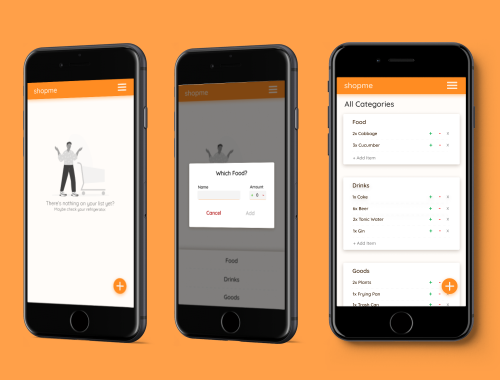 shopme
There's nothing on your list yet?
Maybe check your refrigerator.
shopme
Which Food?
Name
Amount
0
Cancel
Add
Food
Drinks
Goods
shopme
All Categories
Food
2x Cabbage
3x Cucumber
+ Add Item
Drinks
1x Coke
6x Beer
2x Tonic Water
1x Gin
+ Add Item
Goods
2x Plants
1x Frying Pan
1x Trash Can